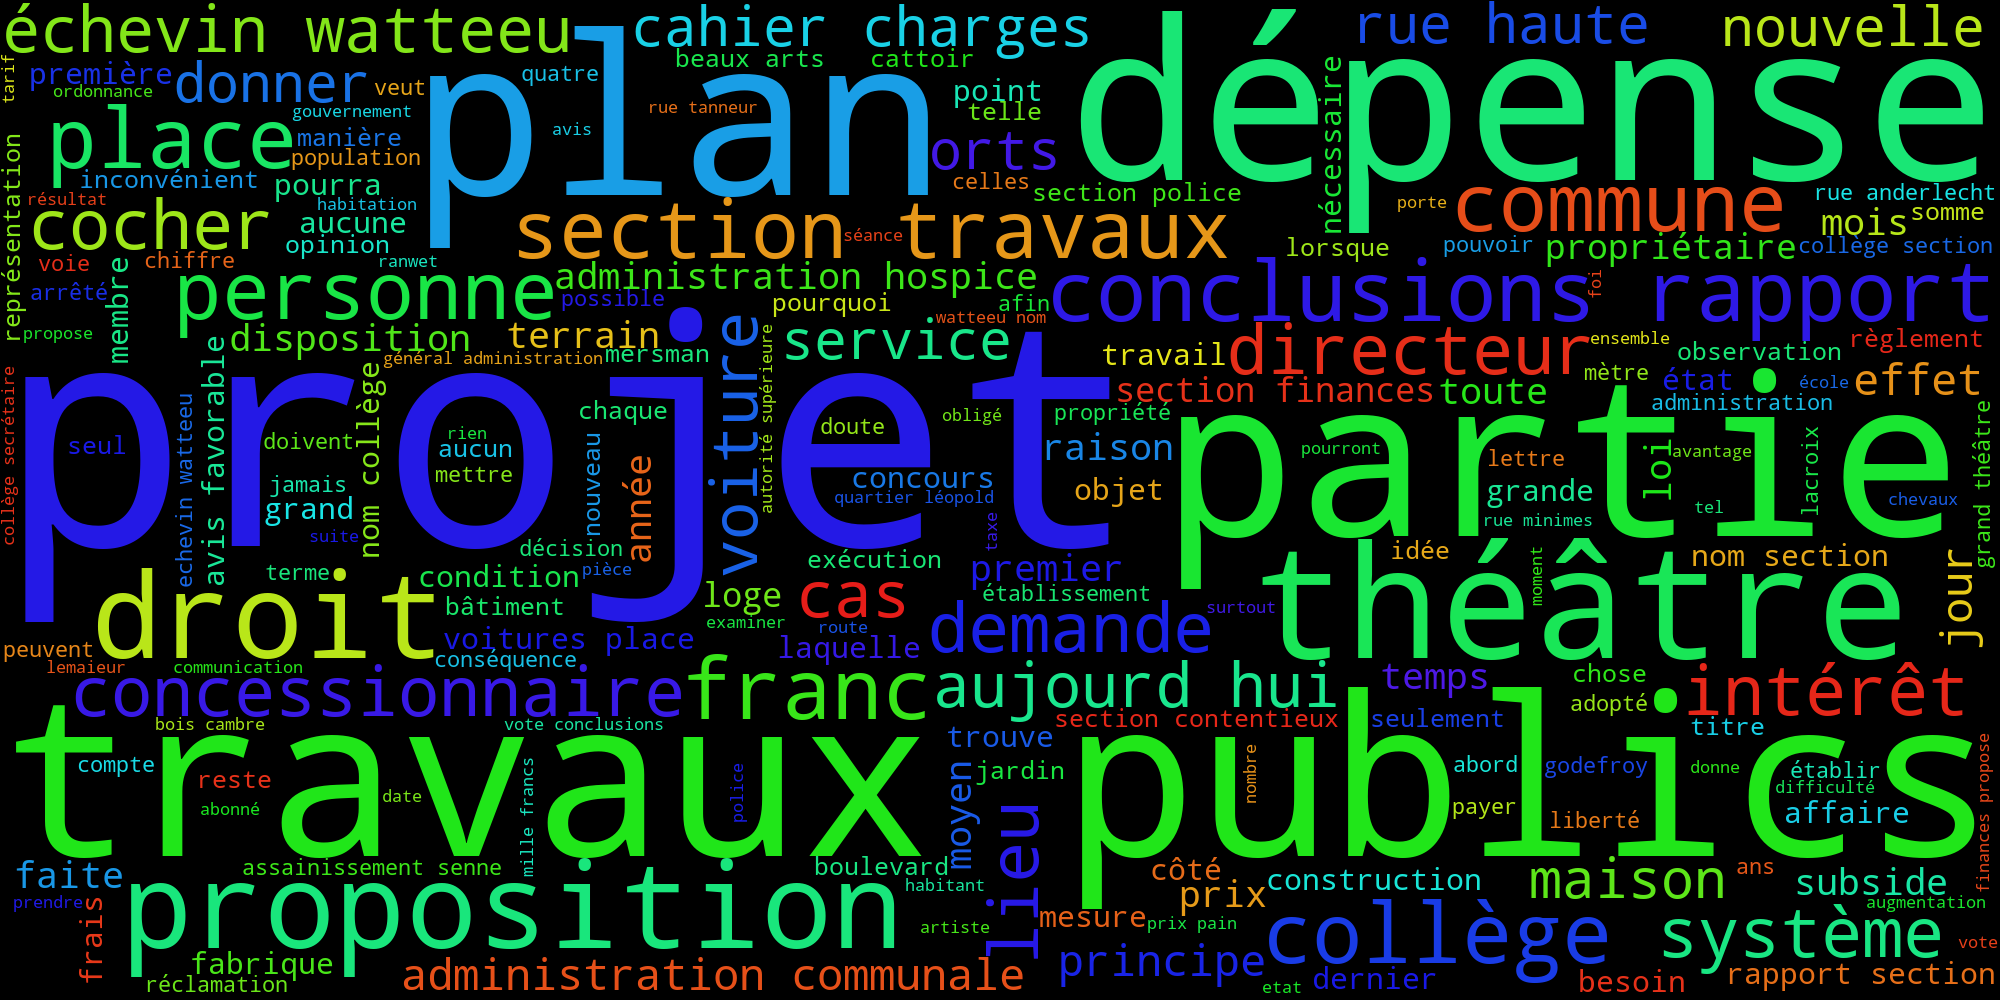 échevin watteeu
cahier charges
dépense
rue haute
nouvelle
plan
beaux arts
cattoir
première
donner
quatre
veut
tarif
ordonnance
gouvernement
rue tanneur
point
telle
nécessaire
place
manière
avis
population
orts
inconvénient
pourra
celles
section police
commune
rue anderlecht
résultat
habitation
porte
mois
somme
représentation
cocher
aucune
section travaux
séance
opinion
lorsque
pouvoir
propriétaire
collège section
voie
chiffre
ranwet
membre
personne
administration hospice
conclusions rapport
foi
arrêté
possible
pourquoi
afin
propose
disposition
terrain
voiture
watteeu nom
service
directeur
ensemble
règlement
général administration
mersman
autorité supérieure
travail
observation
projet
partie
mètre
état
école
effet
collège secrétaire
echevin watteeu
avis favorable
nom collège
section finances
toute
administration
chaque
obligé
propriété
grand théâtre
seul
doivent
rien
aucun
doute
raison
pourront
loi
avantage
lacroix
mettre
nouveau
année
concours
lettre
jamais
quartier léopold
objet
grande
chevaux
grand
tel
suite
taxe
rue minimes
décision
exécution
idée
nom section
droit
terme
condition
pièce
premier
théâtre
moment
jour
bâtiment
loge
cas
établissement
surtout
examiner
route
demande
peuvent
voitures place
laquelle
lemaieur
communication
conséquence
concessionnaire
franc
aujourd hui
temps
chose
intérêt
adopté
bois cambre
vote conclusions
section contentieux
seulement
titre
travaux
publics
trouve
compte
reste
jardin
nombre
abord
godefroy
donne
établir
difficulté
finances propose
abonné
date
mille francs
police
moyen
lieu
payer
liberté
affaire
assainissement senne
boulevard
côté
ans
faite
proposition
habitant
prix
construction
maison
subside
prendre
frais
artiste
mesure
prix pain
collège
augmentation
système
vote
fabrique
réclamation
administration communale
principe
etat
dernier
besoin
rapport section